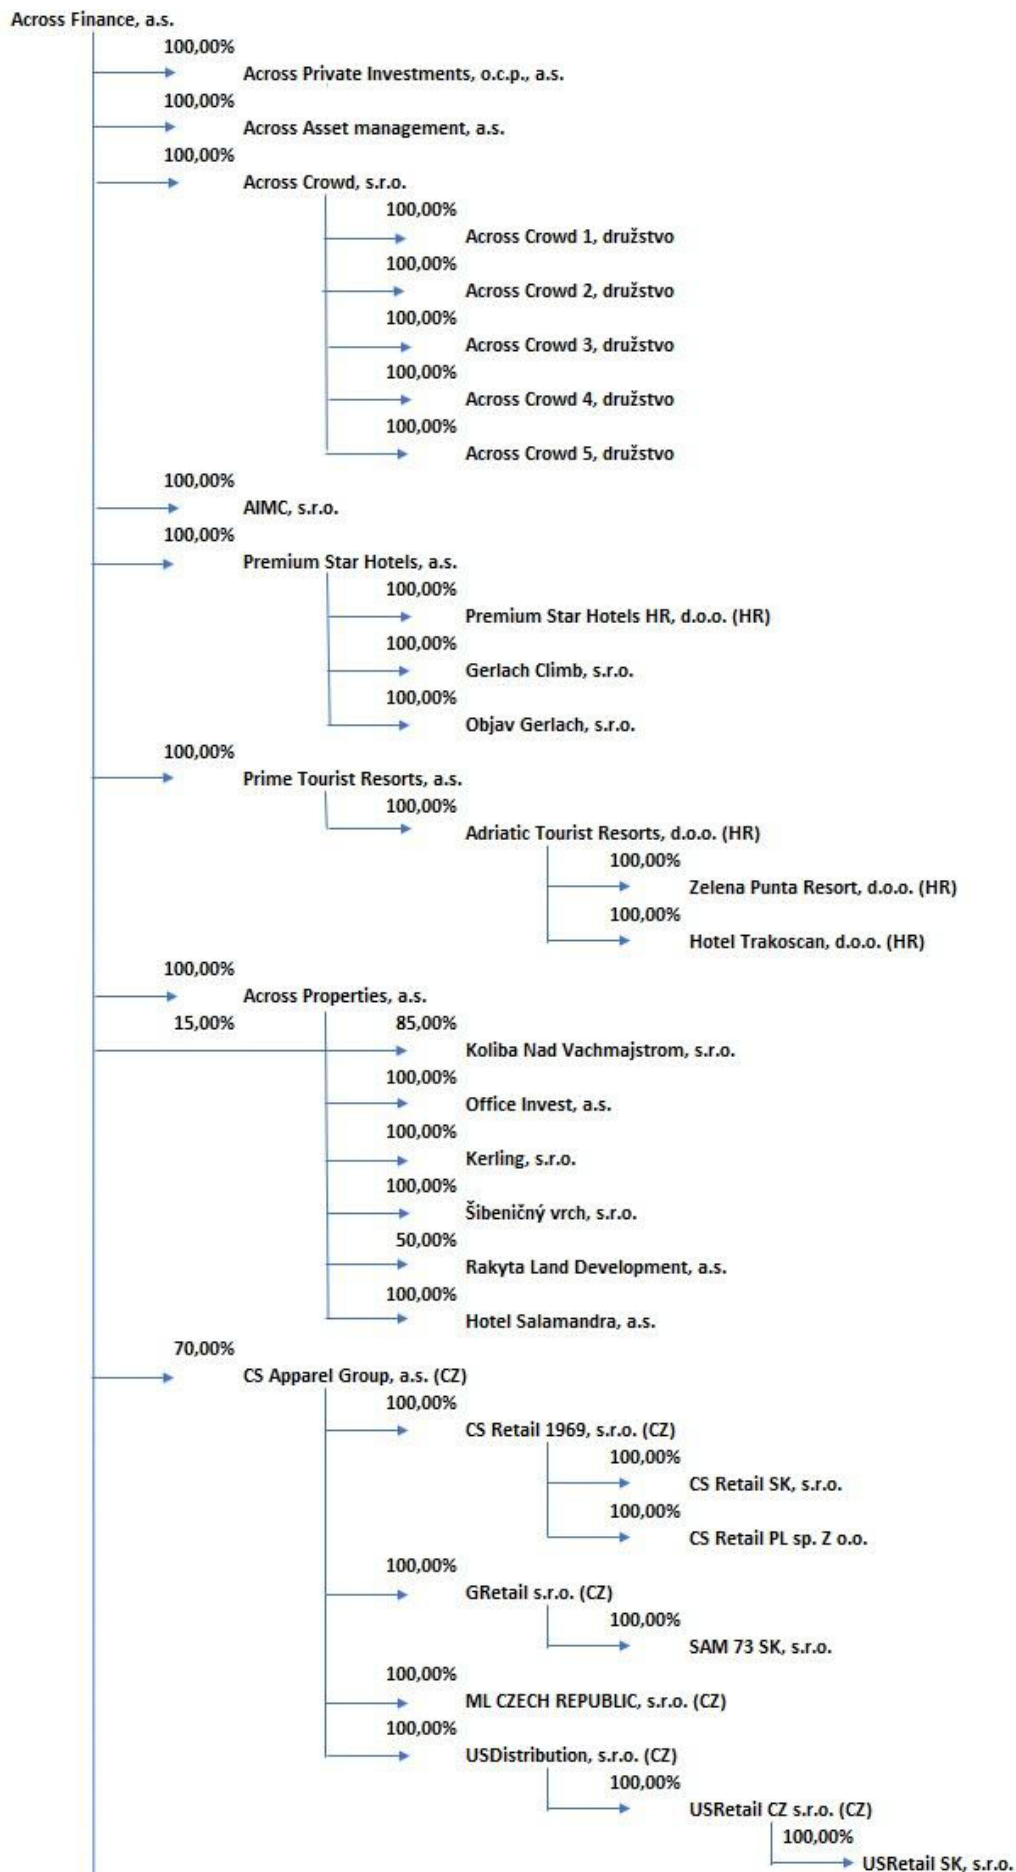 Across Finance, a.s.
100,00%
Across Private Investments, o.c.p., a.s.
100,00%
Across Asset management, a.s.
100,00%
Across Crowd, s.r.o.
100,00%
Across Crowd 1, družstvo
100,00%
Across Crowd 2, družstvo
100,00%
Across Crowd 3, družstvo
100,00%
Across Crowd 4, družstvo
100,00%
Across Crowd 5, družstvo
100,00%
AIMC, s.r.o.
100,00%
Premium Star Hotels, a.s.
100,00%
Premium Star Hotels HR, d.o.o. (HR)
100,00%
Gerlach Climb, s.r.o.
100,00%
Objav Gerlach, s.r.o.
100,00%
Prime Tourist Resorts, a.s.
100,00%
Adriatic Tourist Resorts, d.o.o. (HR)
100,00%
Zelena Punta Resort, d.o.o. (HR)
100,00%
Hotel Trakoscan, d.o.o. (HR)
100,00%
Across Properties, a.s.
15,00% 85,00%
Koliba Nad Vachmajstrom, s.r.o.
100,00%
Office Invest, a.s.
100,00%
Kerling, s.r.o.
100,00%
Šibeničný vrch, s.r.o.
50,00%
Rakyta Land Development, a.s.
100,00%
Hotel Salamandra, a.s.
70,00%
CS Apparel Group, a.s. (CZ)
100,00%
CS Retail 1969, s.r.o. (CZ)
100,00%
CS Retail SK, s.r.o.
100,00%
CS Retail PL sp. Z o.o.
100,00%
GRetail s.r.o. (CZ)
100,00%
SAM 73 SK, s.r.o.
100,00%
ML CZECH REPUBLIC, s.r.o. (CZ)
100,00%
USDistribution, s.r.o. (CZ)
100,00%
USRetail CZ s.r.o. (CZ)
100,00%
USRetail SK, s.r.o.